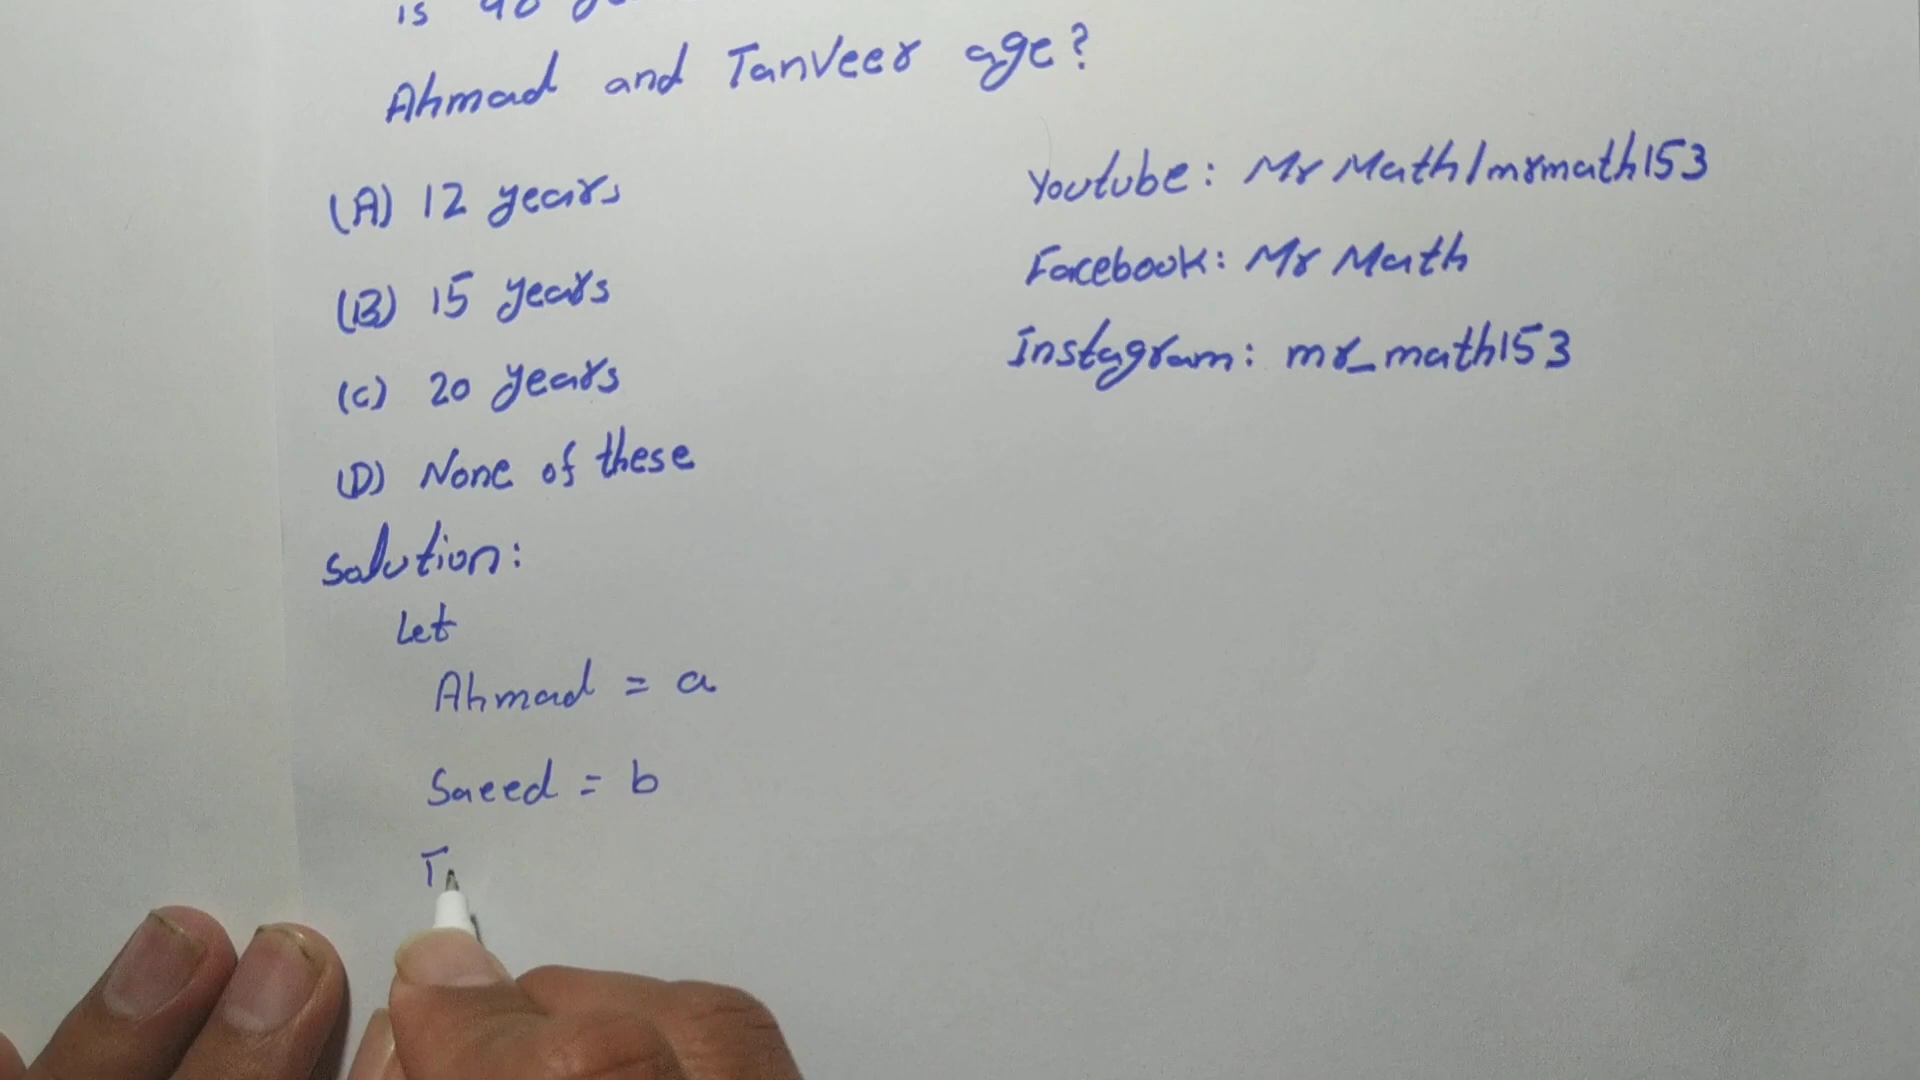 is 40
Ahmad and Tanveer age?
(A) 12 years
(B) 15 years
(C) 20 years
(D) None of these
Youtube: Mr Math/mrmath153
Facebook: Mr Math
Instagram: mr_math153
Solution:
Let
Ahmad = a
Saeed = b
T